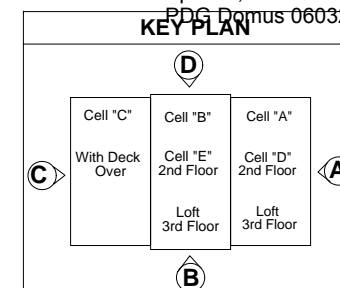 PDG Domus 0603
KEY PLAN
D
Cell "C"
Cell "B"
Cell "A"
With Deck
Over
Cell "E"
2nd Floor
Cell "D"
2nd Floor
C
A
Loft
3rd Floor
Loft
3rd Floor
B